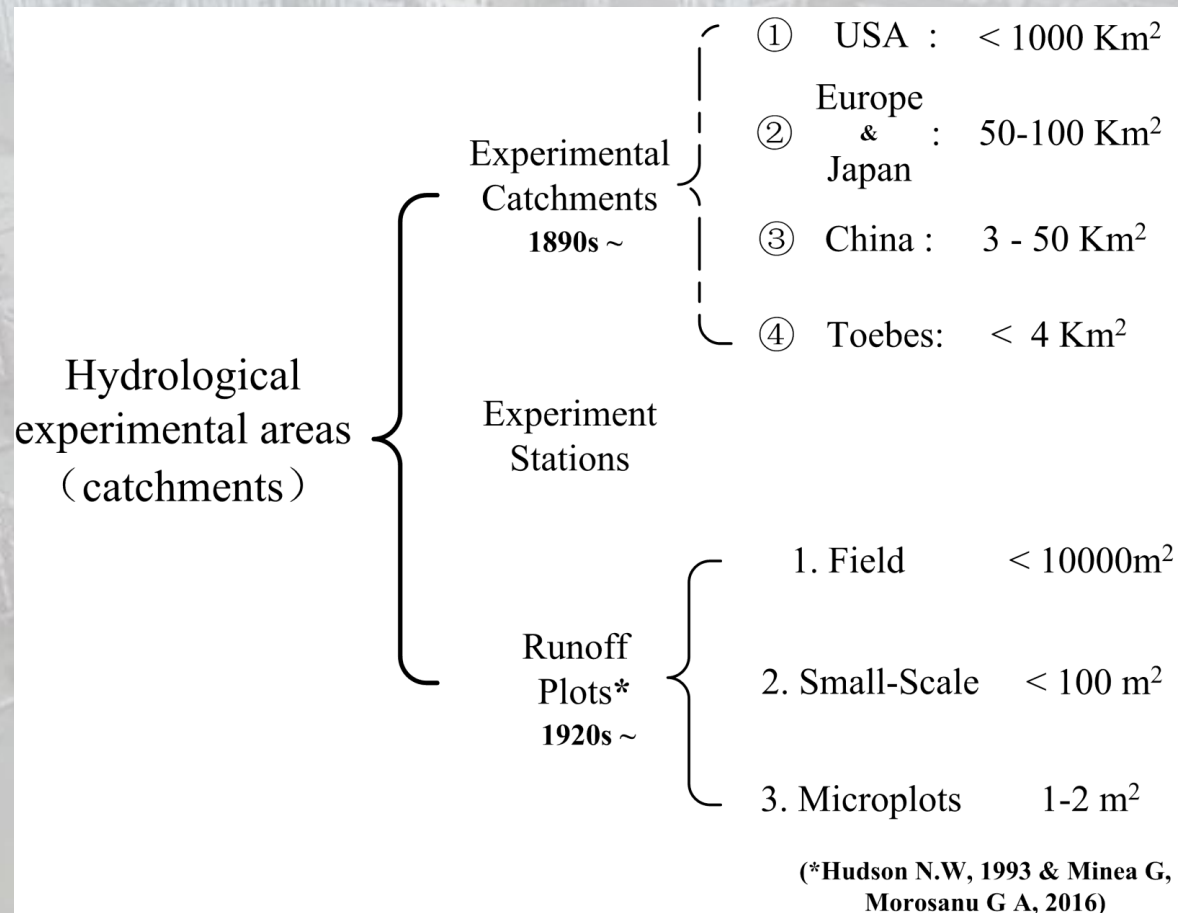 Hydrological
experimental areas
（catchments）
Experimental
Catchments
1890s ~
① USA : < 1000 Km²
② Europe
&
Japan : 50-100 Km²
③ China : 3 - 50 Km²
④ Toebes: < 4 Km²
Experiment
Stations
Runoff
Plots*
1920s ~
1. Field < 10000m²
2. Small-Scale < 100 m²
3. Microplots 1-2 m²
(*Hudson N.W, 1993 & Minea G,
Morosanu G A, 2016)